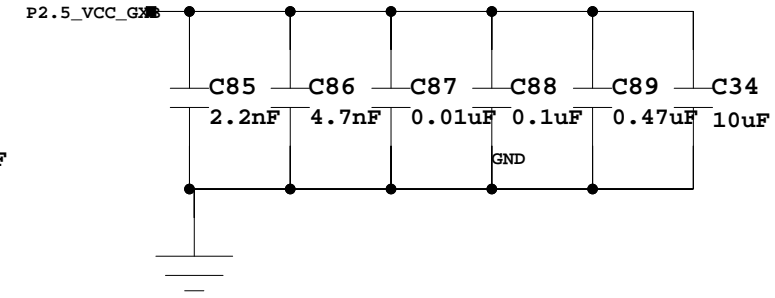 P2.5_VCC_GXB
C85 C86 C87 C88 C89 C34
2.2nF 4.7nF 0.01uF 0.1uF 0.47uF 10uF
F
GND